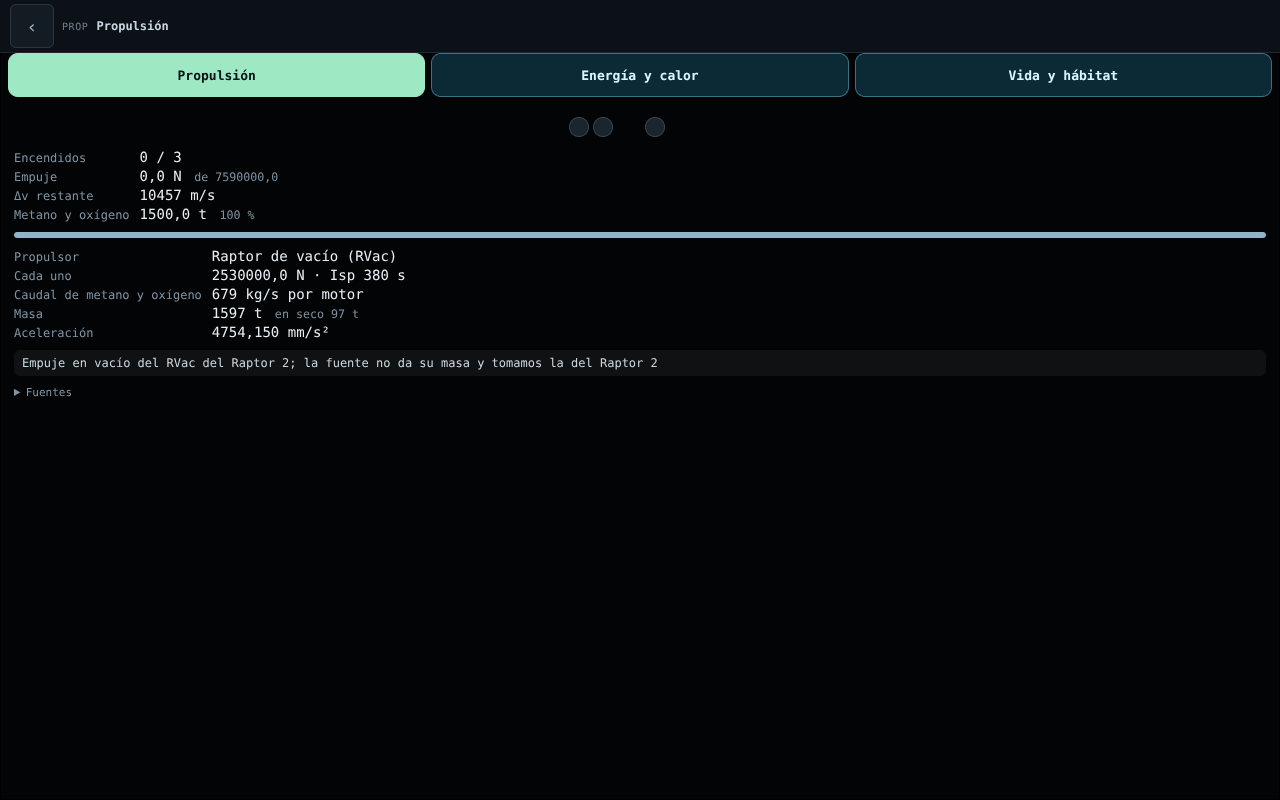 ‹ PROP Propulsión
Propulsión Energía y calor Vida y hábitat
Encendidos 0 / 3
Empuje 0,0 N de 7590000,0
Δv restante 10457 m/s
Metano y oxígeno 1500,0 t 100 %
Propulsor Raptor de vacío (RVac)
Cada uno 2530000,0 N · Isp 380 s
Caudal de metano y oxígeno 679 kg/s por motor
Masa 1597 t en seco 97 t
Aceleración 4754,150 mm/s²
Empuje en vacío del RVac del Raptor 2; la fuente no da su masa y tomamos la del Raptor 2
▶ Fuentes